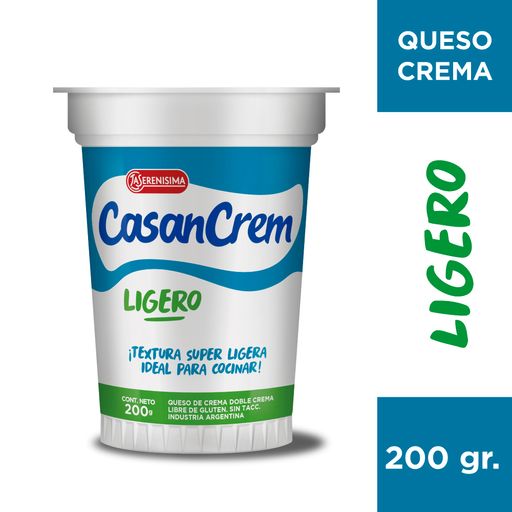 QUESO
CREMA
LA SERENISIMA
CasanCrem
LIGERO
¡TEXTURA SUPER LIGERA
IDEAL PARA COCINAR!
CONT. NETO
200g
QUESO DE CREMA DOBLE CREMA
LIBRE DE GLUTEN. SIN TACC.
INDUSTRIA ARGENTINA
LIGERO
200 gr.